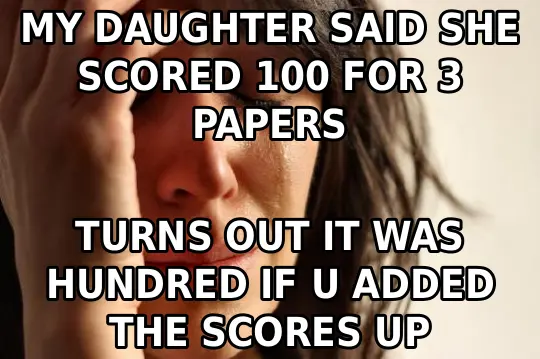 MY DAUGHTER SAID SHE
SCORED 100 FOR 3
PAPERS
TURNS OUT IT WAS
HUNDRED IF U ADDED
THE SCORES UP